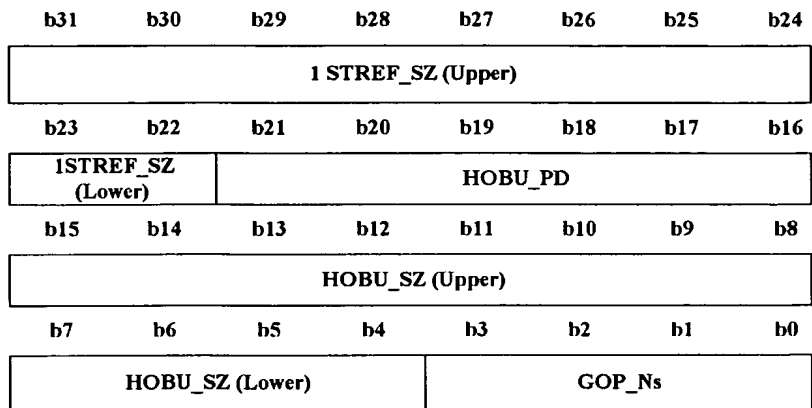 b31 b30 b29 b28 b27 b26 b25 b24
1 STREF_SZ (Upper)
b23 b22 b21 b20 b19 b18 b17 b16
1STREF_SZ (Lower) HOBU_PD
b15 b14 b13 b12 b11 b10 b9 b8
HOBU_SZ (Upper)
b7 b6 b5 b4 b3 b2 b1 b0
HOBU_SZ (Lower) GOP_Ns